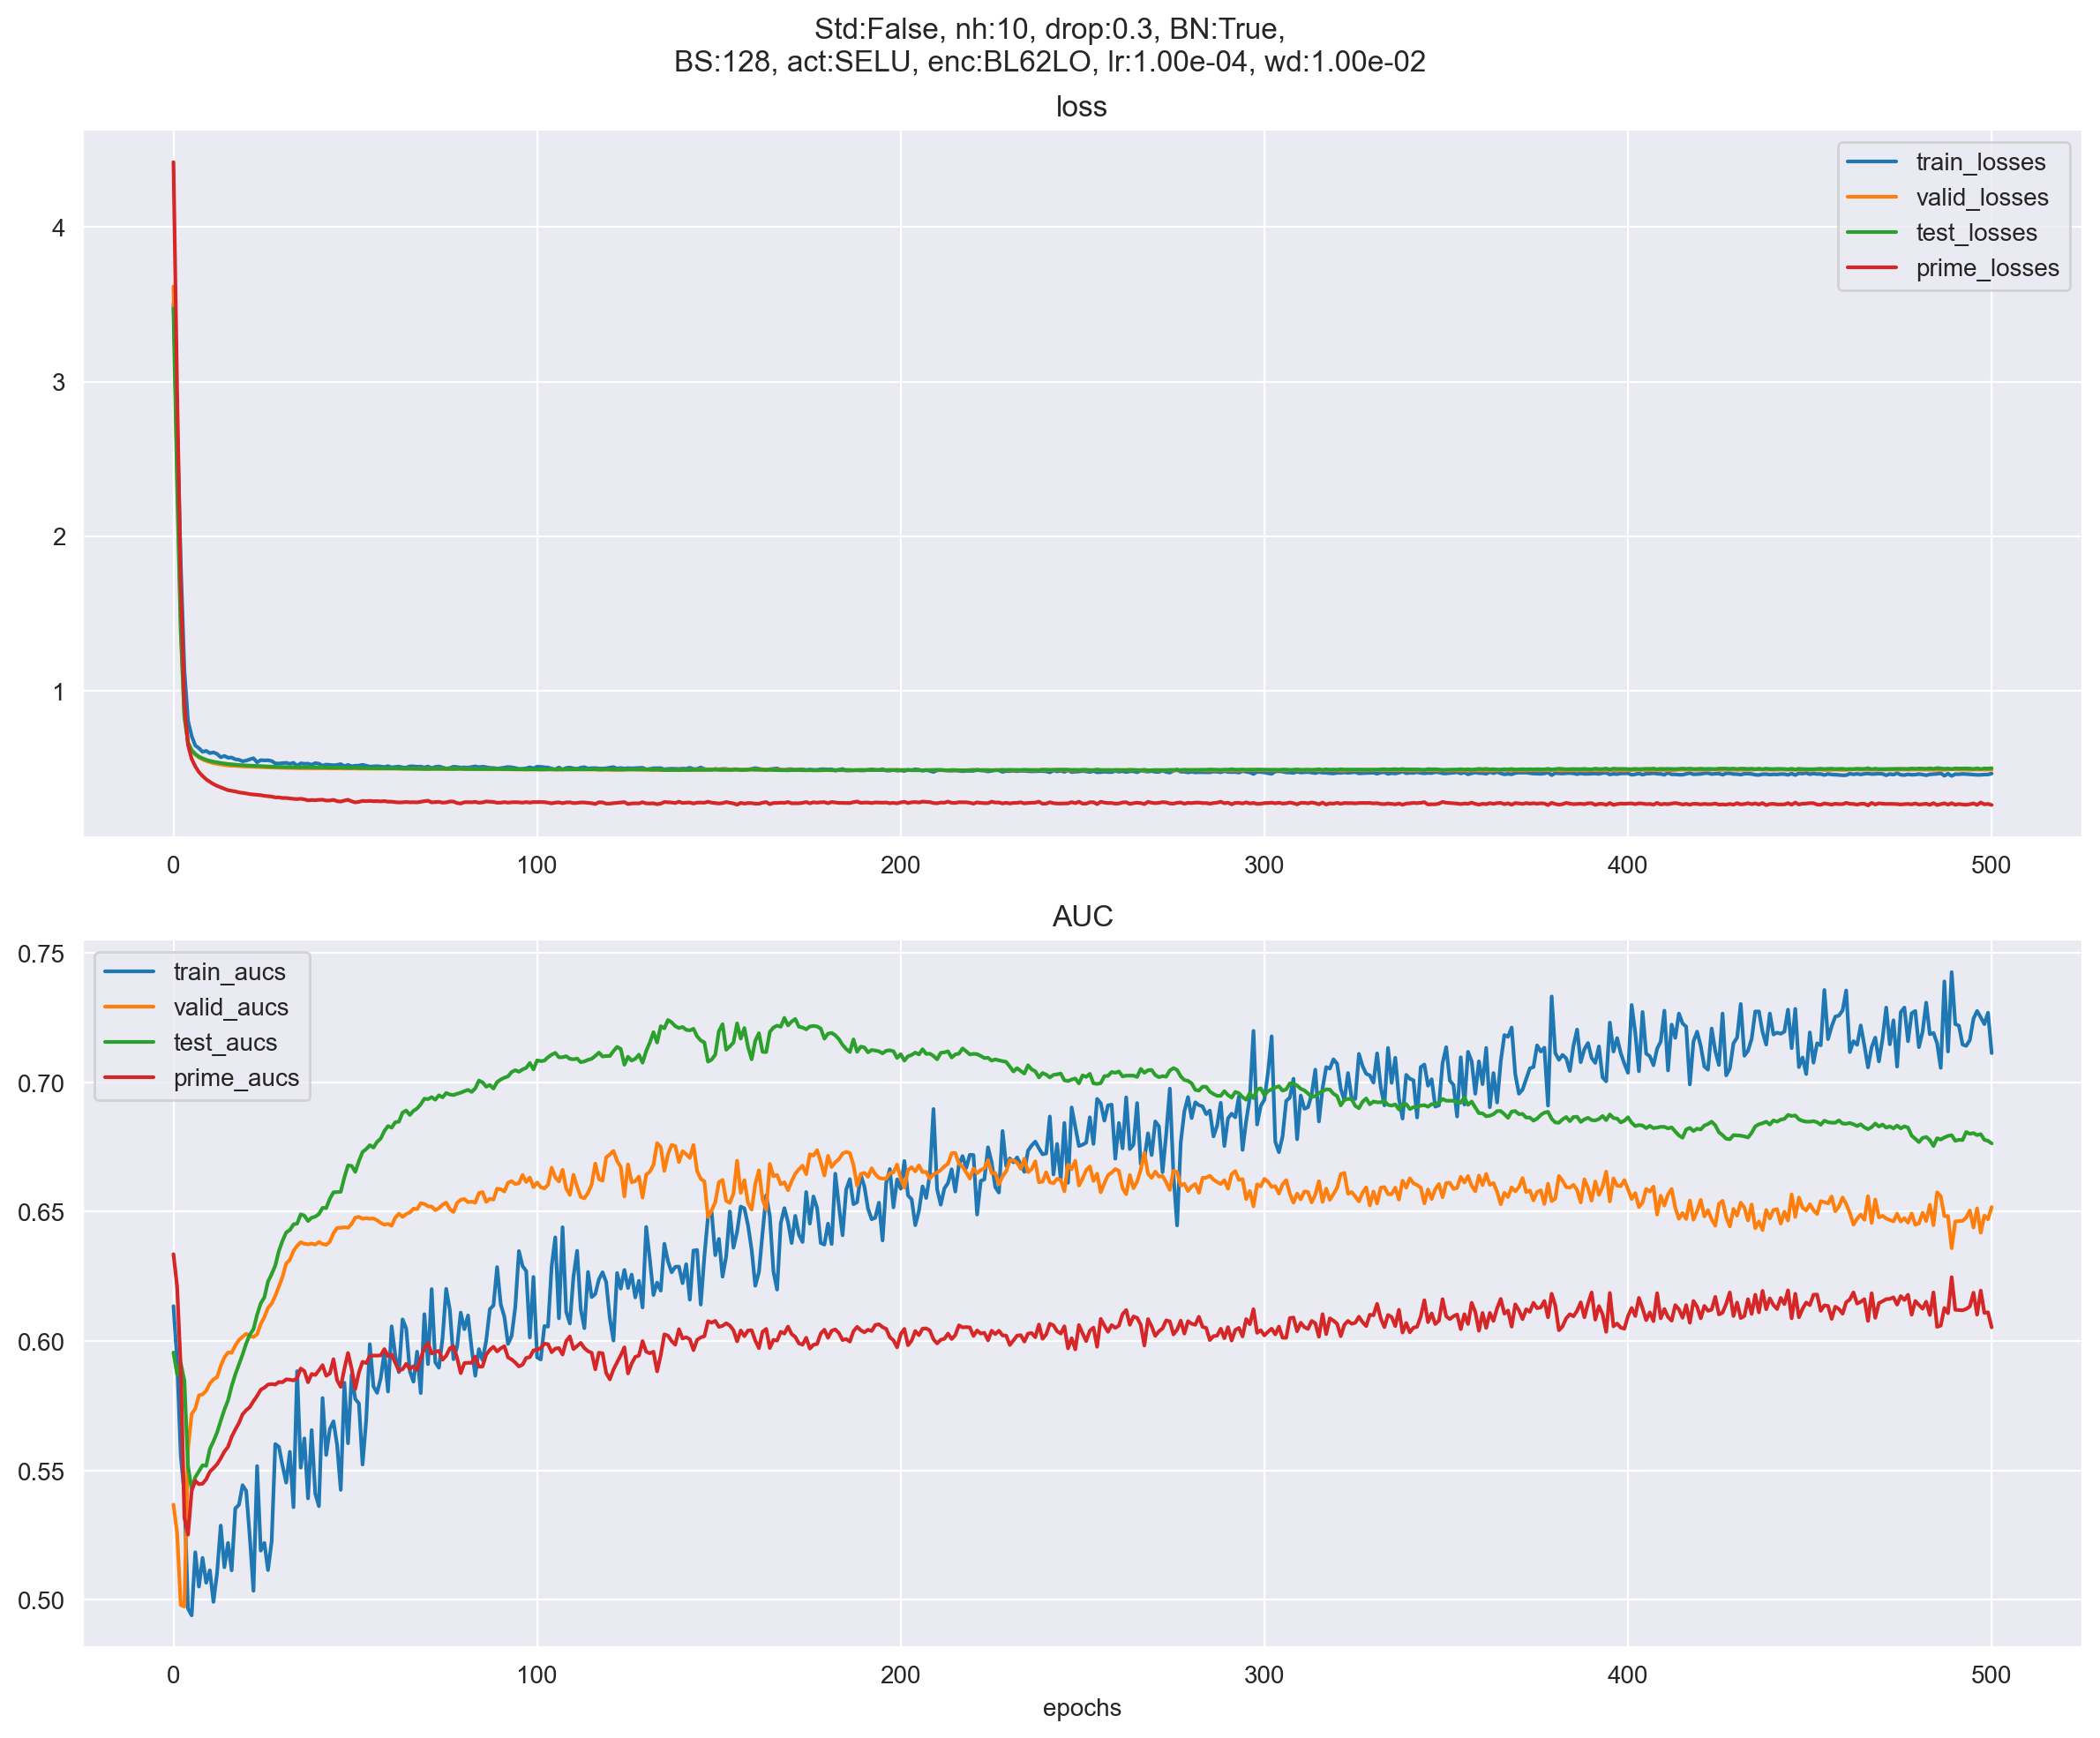 Std:False, nh:10, drop:0.3, BN:True,
BS:128, act:SELU, enc:BL62LO, lr:1.00e-04, wd:1.00e-02
loss
train_losses
valid_losses
test_losses
prime_losses
4
3
2
1
0 100 200 300 400 500
AUC
train_aucs
valid_aucs
test_aucs
prime_aucs
0.75
0.70
0.65
0.60
0.55
0.50
0 100 200 300 400 500
epochs